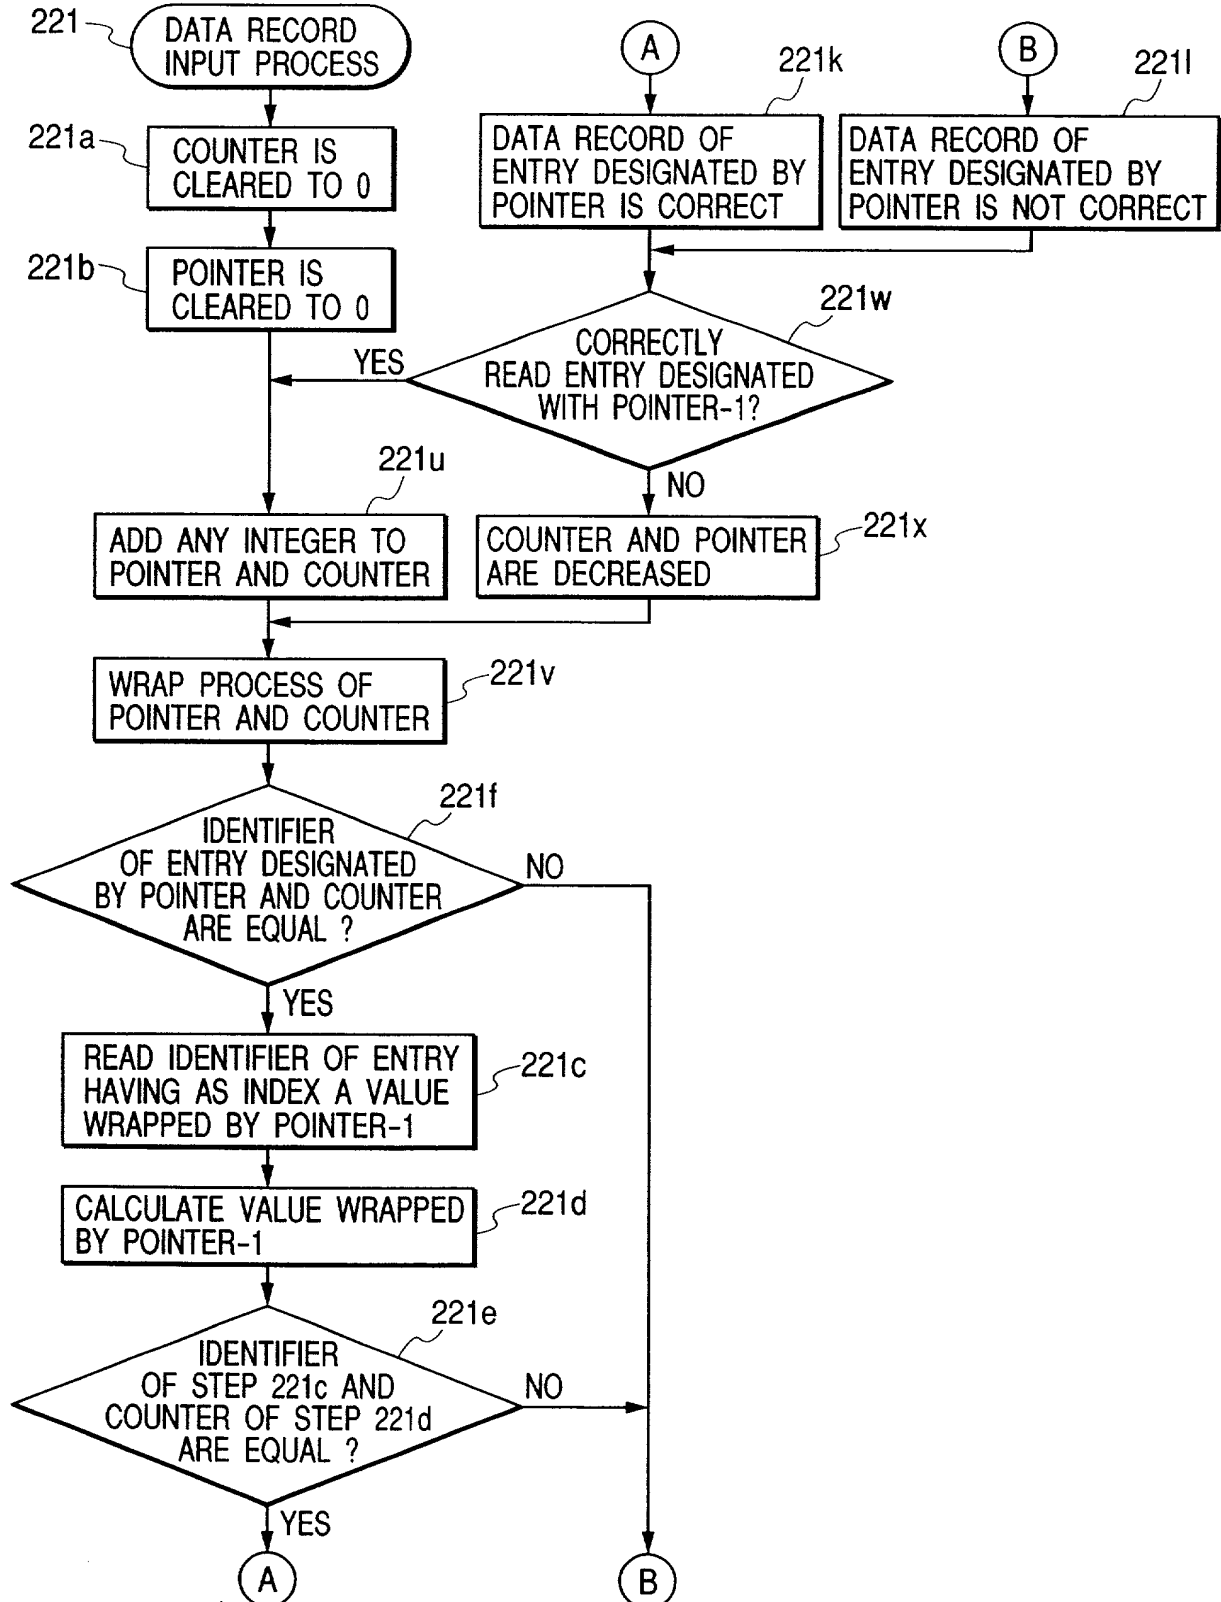 221
DATA RECORD
INPUT PROCESS
221a
COUNTER IS
CLEARED TO 0
221b
POINTER IS
CLEARED TO 0
A
221k
DATA RECORD OF
ENTRY DESIGNATED BY
POINTER IS CORRECT
B
221l
DATA RECORD OF
ENTRY DESIGNATED BY
POINTER IS NOT CORRECT
221w
CORRECTLY
READ ENTRY DESIGNATED
WITH POINTER-1?
YES
NO
221u
ADD ANY INTEGER TO
POINTER AND COUNTER
221x
COUNTER AND POINTER
ARE DECREASED
221v
WRAP PROCESS OF
POINTER AND COUNTER
221f
IDENTIFIER
OF ENTRY DESIGNATED
BY POINTER AND COUNTER
ARE EQUAL ?
NO
YES
221c
READ IDENTIFIER OF ENTRY
HAVING AS INDEX A VALUE
WRAPPED BY POINTER-1
221d
CALCULATE VALUE WRAPPED
BY POINTER-1
221e
IDENTIFIER
OF STEP 221c AND
COUNTER OF STEP 221d
ARE EQUAL ?
NO
YES
A
B